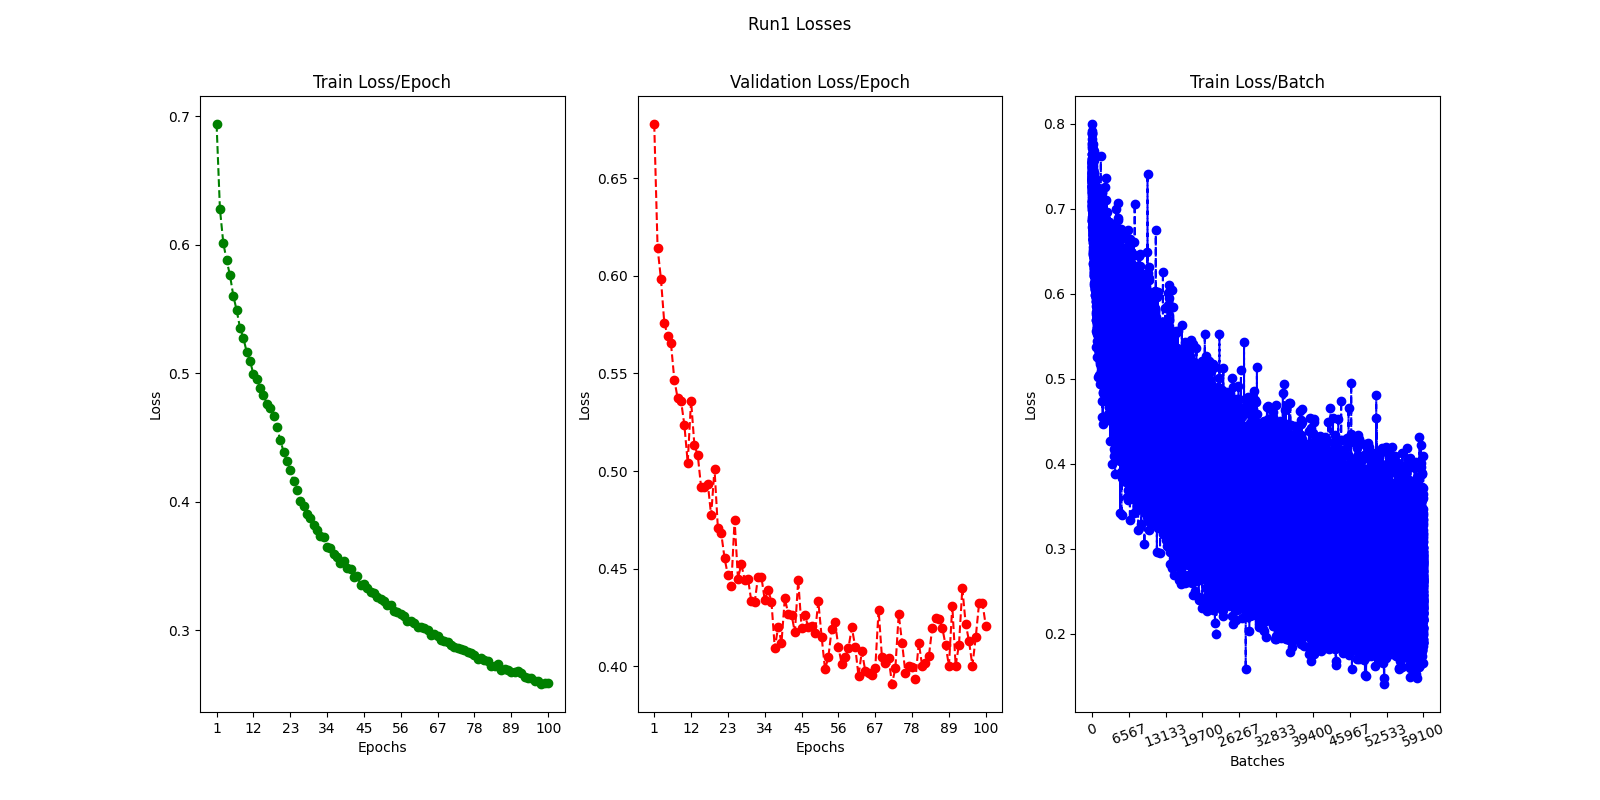 Run1 Losses
Train Loss/Epoch
0.7
0.6
0.5
0.4
0.3
Loss
1 12 23 34 45 56 67 78 89 100
Epochs
Validation Loss/Epoch
0.65
0.60
0.55
0.50
0.45
0.40
Loss
1 12 23 34 45 56 67 78 89 100
Epochs
Train Loss/Batch
0.8
0.7
0.6
0.5
0.4
0.3
0.2
Loss
0 6567 13133 19700 26267 32833 39400 45967 52533 59100
Batches